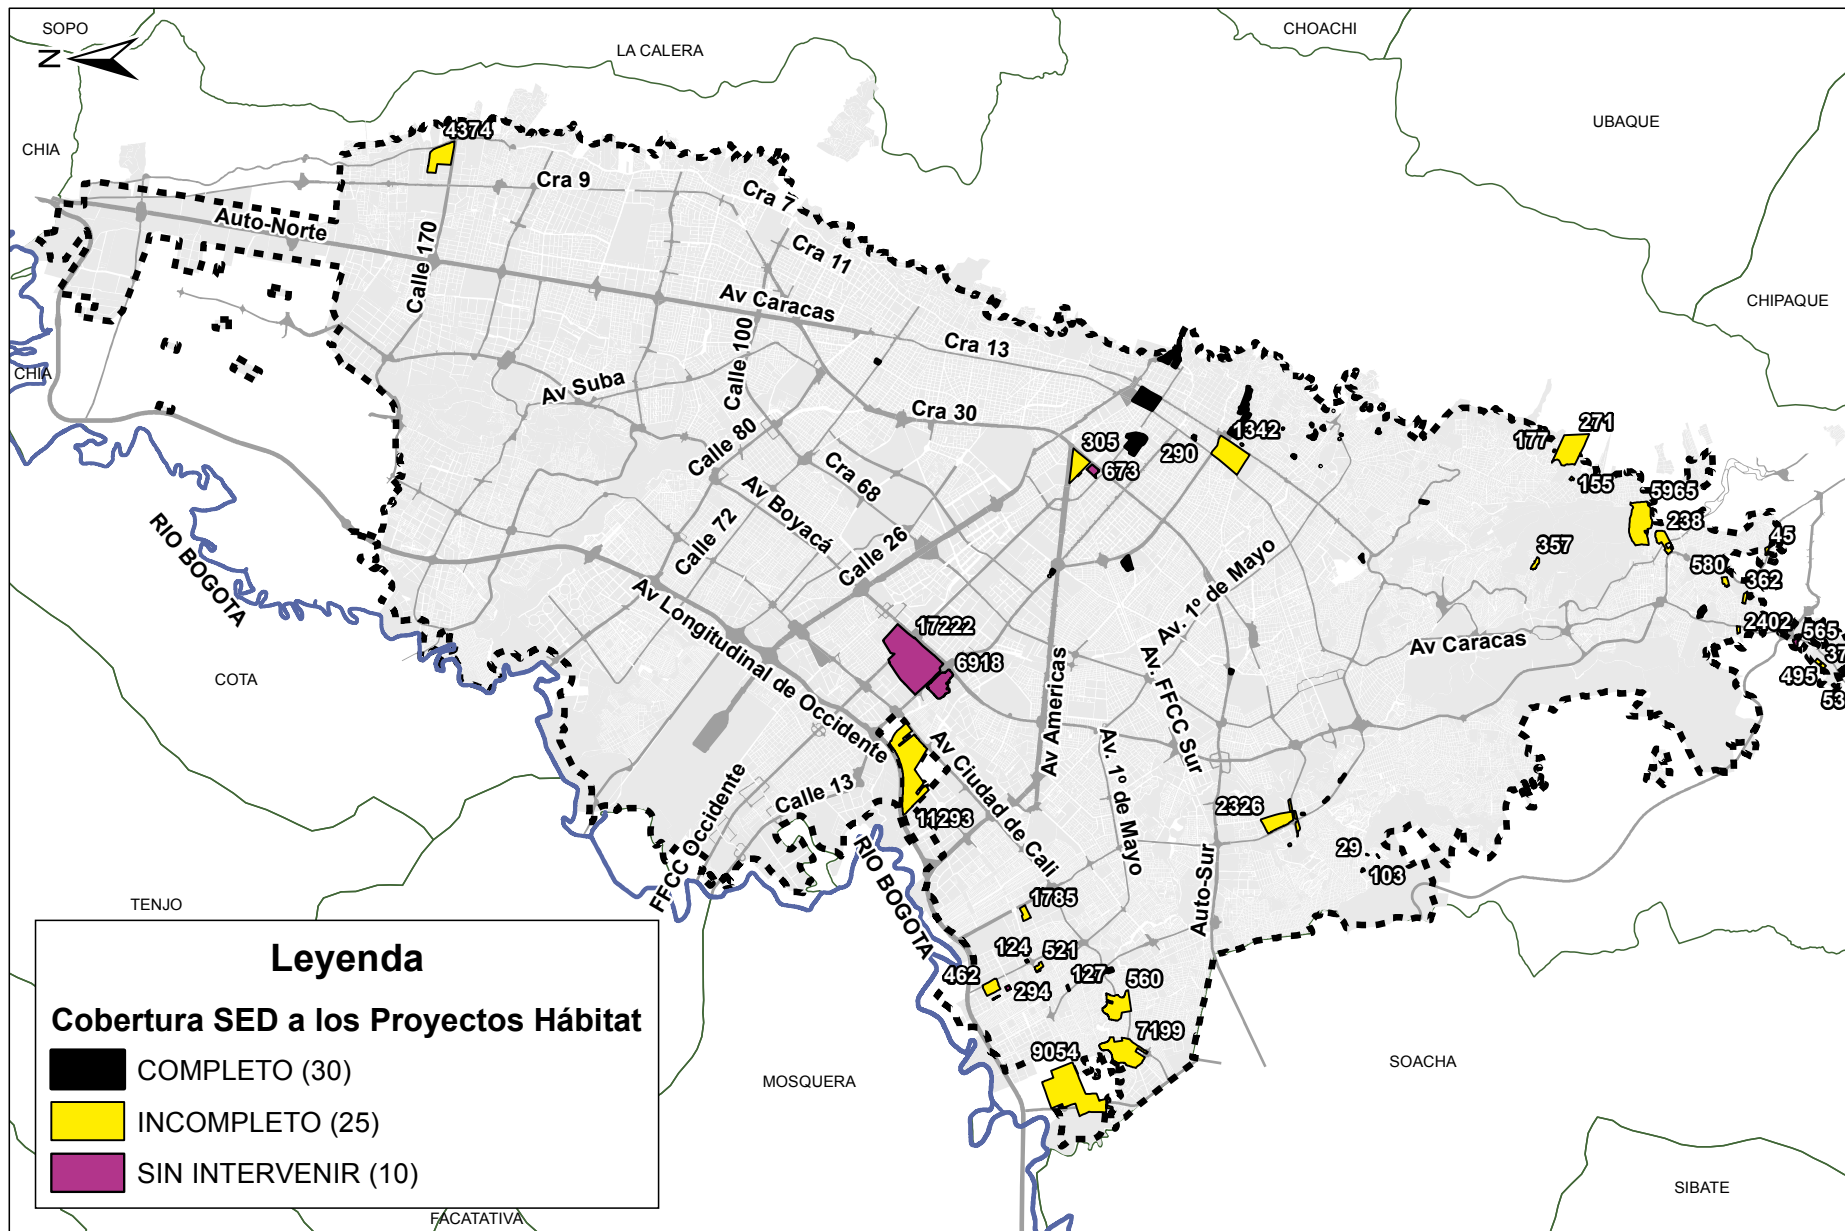 SOPO
N
LA CALERA
CHOACHI
UBAQUE
CHIA
CHIPAQUE
CHIA
COTA
TENJO
MOSQUERA
SOACHA
SIBATE
FACATATIVA
4374
Cra 9
Cra 7
Auto-Norte
Calle 170
Cra 11
Av Caracas
Cra 13
Calle 100
Av Suba
Cra 30
Calle 80
Cra 68
Av Boyacá
Calle 72
Calle 26
RIO BOGOTA
Av Longitudinal de Occidente
305
673
290
1342
271
177
155
5965
238
45
357
580
362
2402
565
37
495
53
Av. 1º de Mayo
Av Caracas
17222
6918
Av Americas
Av. FFCC Sur
Av Ciudad de Cali
Av. 1º de Mayo
Calle 13
FFCC Occidente
11293
RIO BOGOTA
2326
29
103
Auto-Sur
1785
124
521
462
294
127
560
7199
9054
Leyenda
Cobertura SED a los Proyectos Hábitat
COMPLETO (30)
INCOMPLETO (25)
SIN INTERVENIR (10)